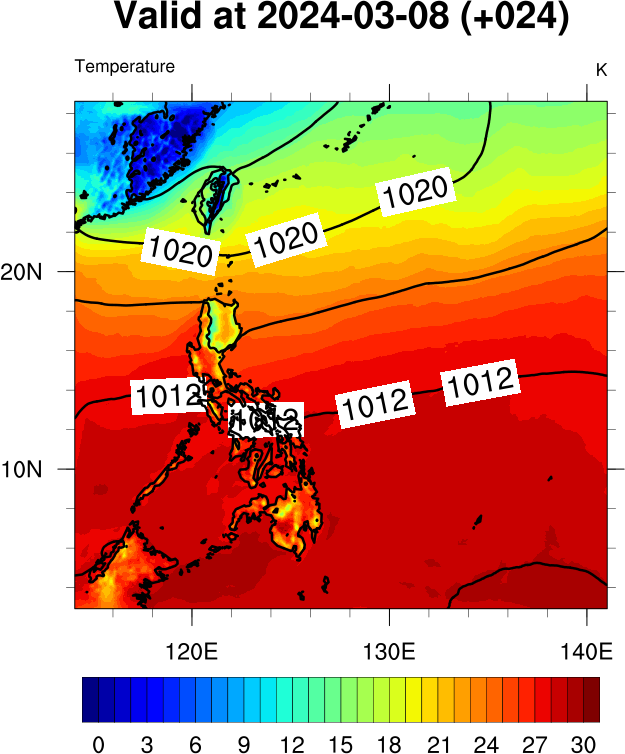 Valid at 2024-03-08 (+024)
Temperature K
1020
1020 1020
20N
1012 1012 1012
1012
10N
120E 130E 140E
0 3 6 9 12 15 18 21 24 27 30